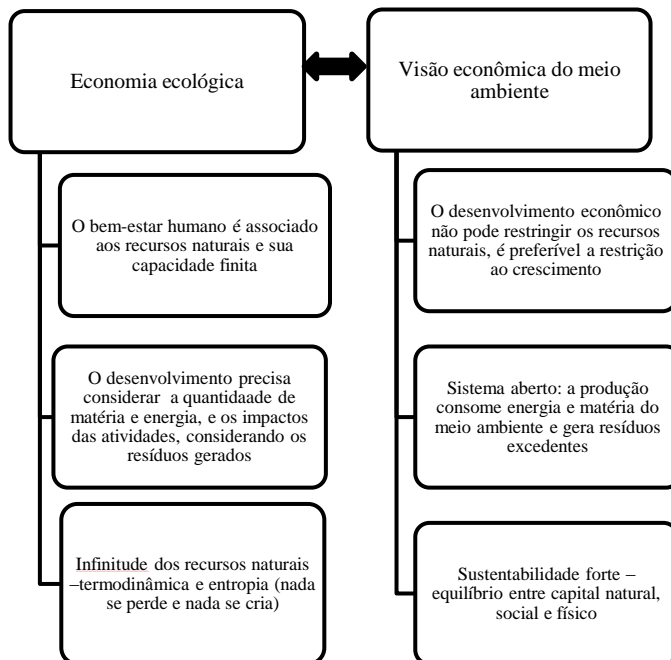 Economia ecológica
Visão econômica do meio
ambiente
O bem-estar humano é associado
aos recursos naturais e sua
capacidade finita
O desenvolvimento precisa
considerar a quantidaade de
matéria e energia, e os impactos
das atividades, considerando os
resíduos gerados
Infinitude dos recursos naturais
–termodinâmica e entropia (nada
se perde e nada se cria)
O desenvolvimento econômico
não pode restringir os recursos
naturais, é preferível a restrição
ao crescimento
Sistema aberto: a produção
consome energia e matéria do
meio ambiente e gera resíduos
excedentes
Sustentabilidade forte –
equilíbrio entre capital natural,
social e físico